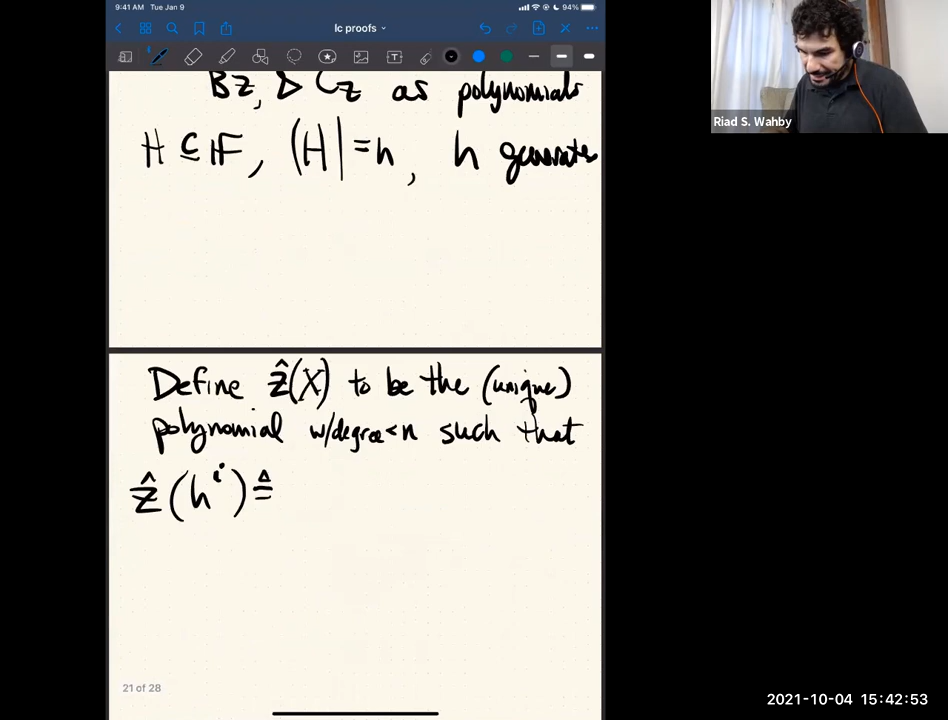 9:41 AM Tue Jan 9
94%
lc proofs
Bz, & Cz as polynomials
H ⊆ F, |H| = n, h generates
Define ẑ(X) to be the (unique)
polynomial w/degree<n such that
ẑ(hⁱ) ≜
21 of 28
Riad S. Wahby
2021-10-04 15:42:53